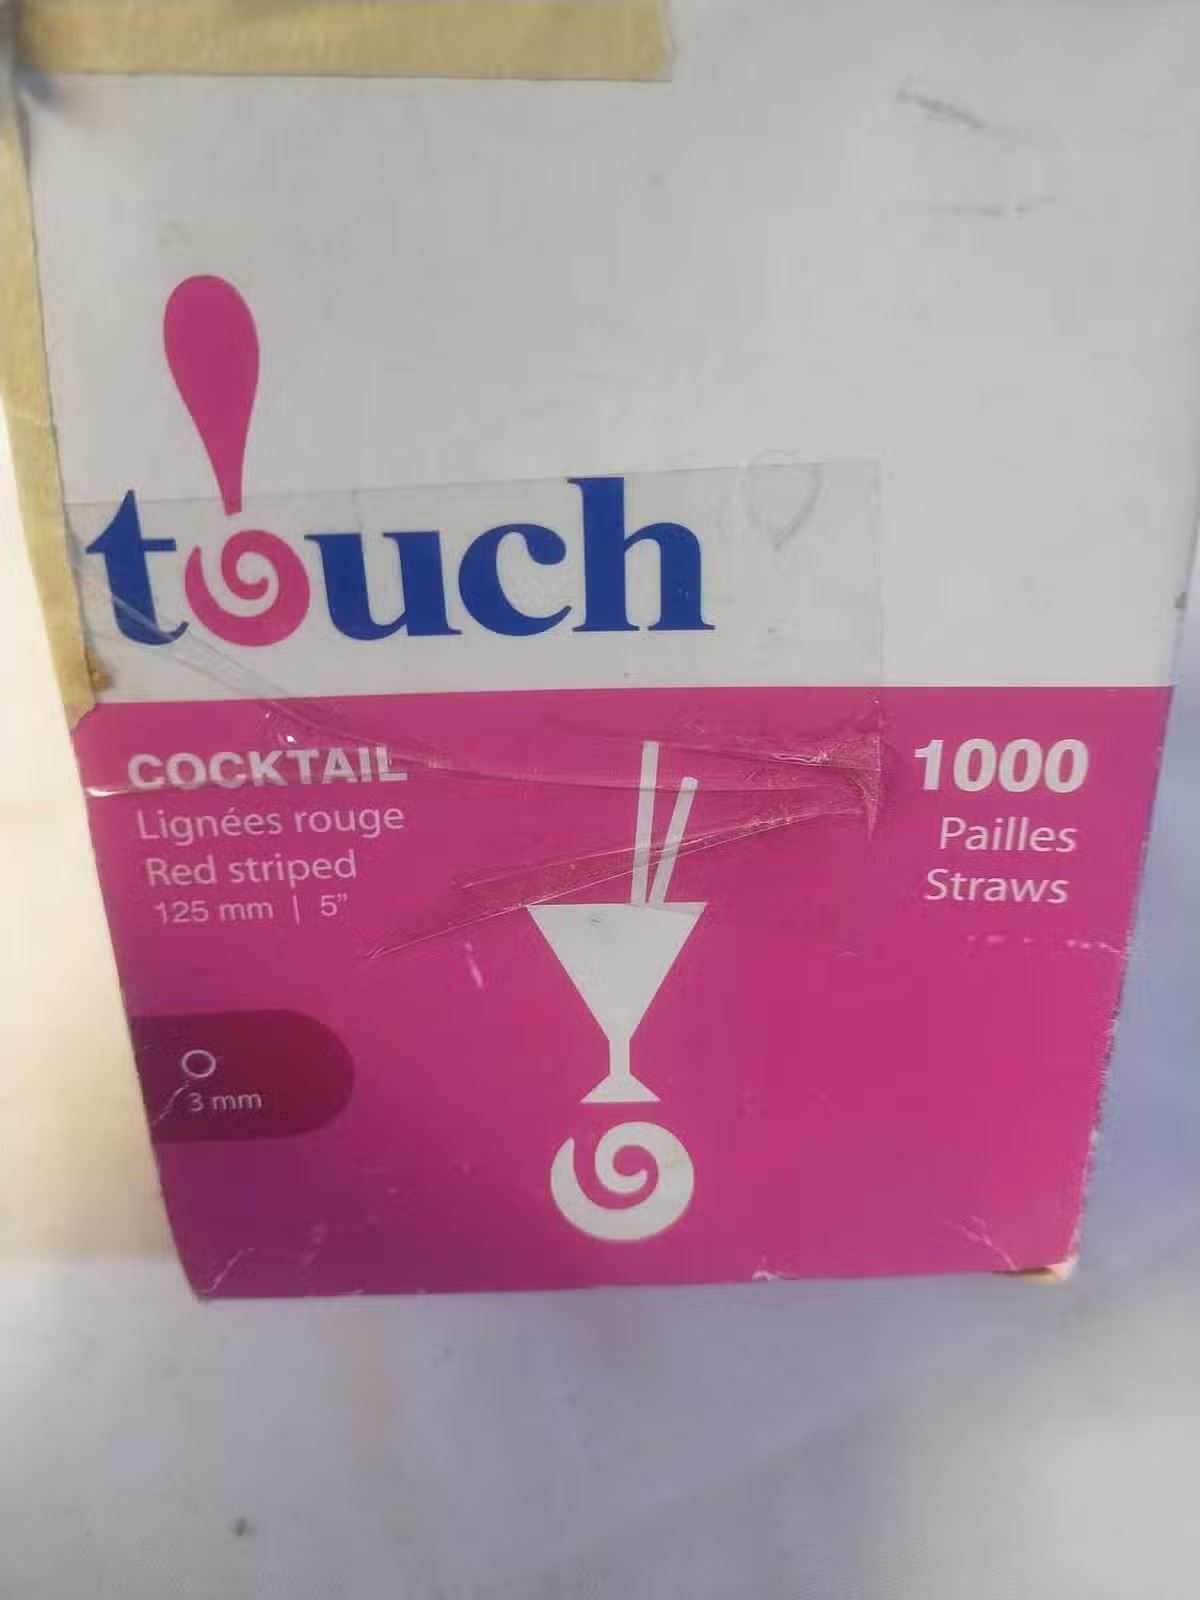 touch
COCKTAIL
Lignées rouge
Red striped
125 mm | 5"
1000
Pailles
Straws
3 mm